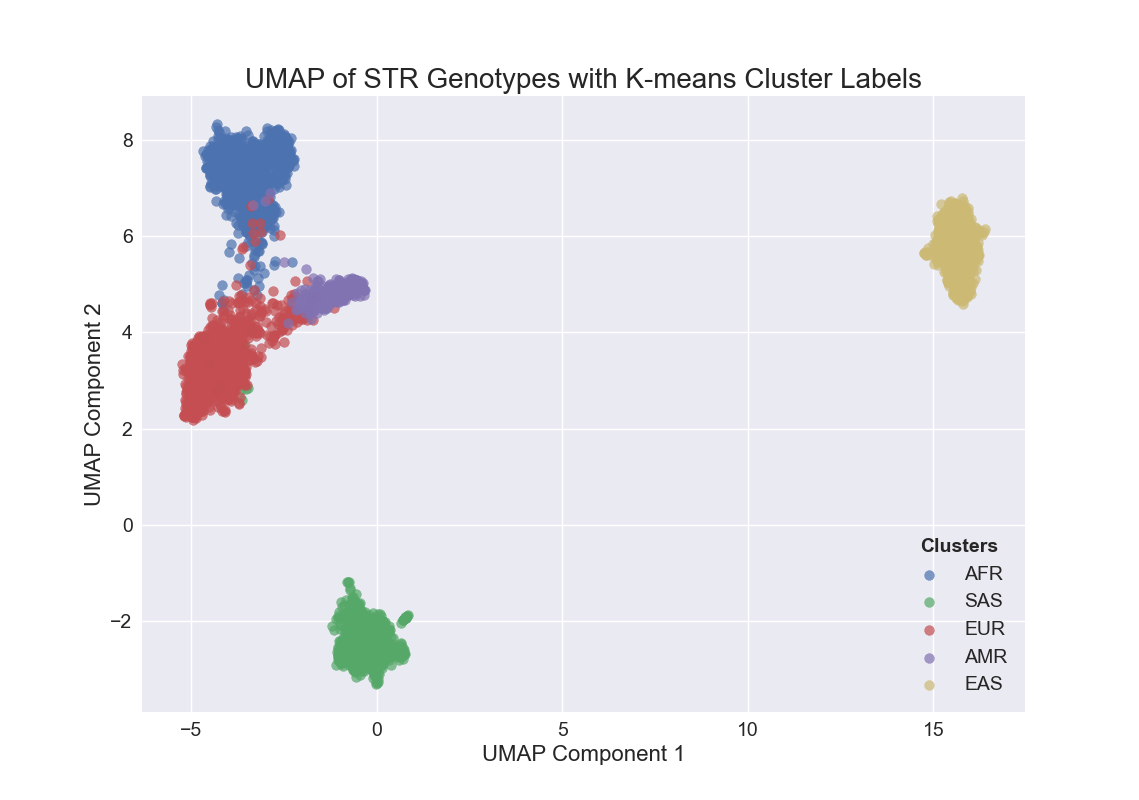 UMAP of STR Genotypes with K-means Cluster Labels
8
6
4
2
0
−2
UMAP Component 2
−5
0
5
10
15
UMAP Component 1
Clusters
AFR
SAS
EUR
AMR
EAS